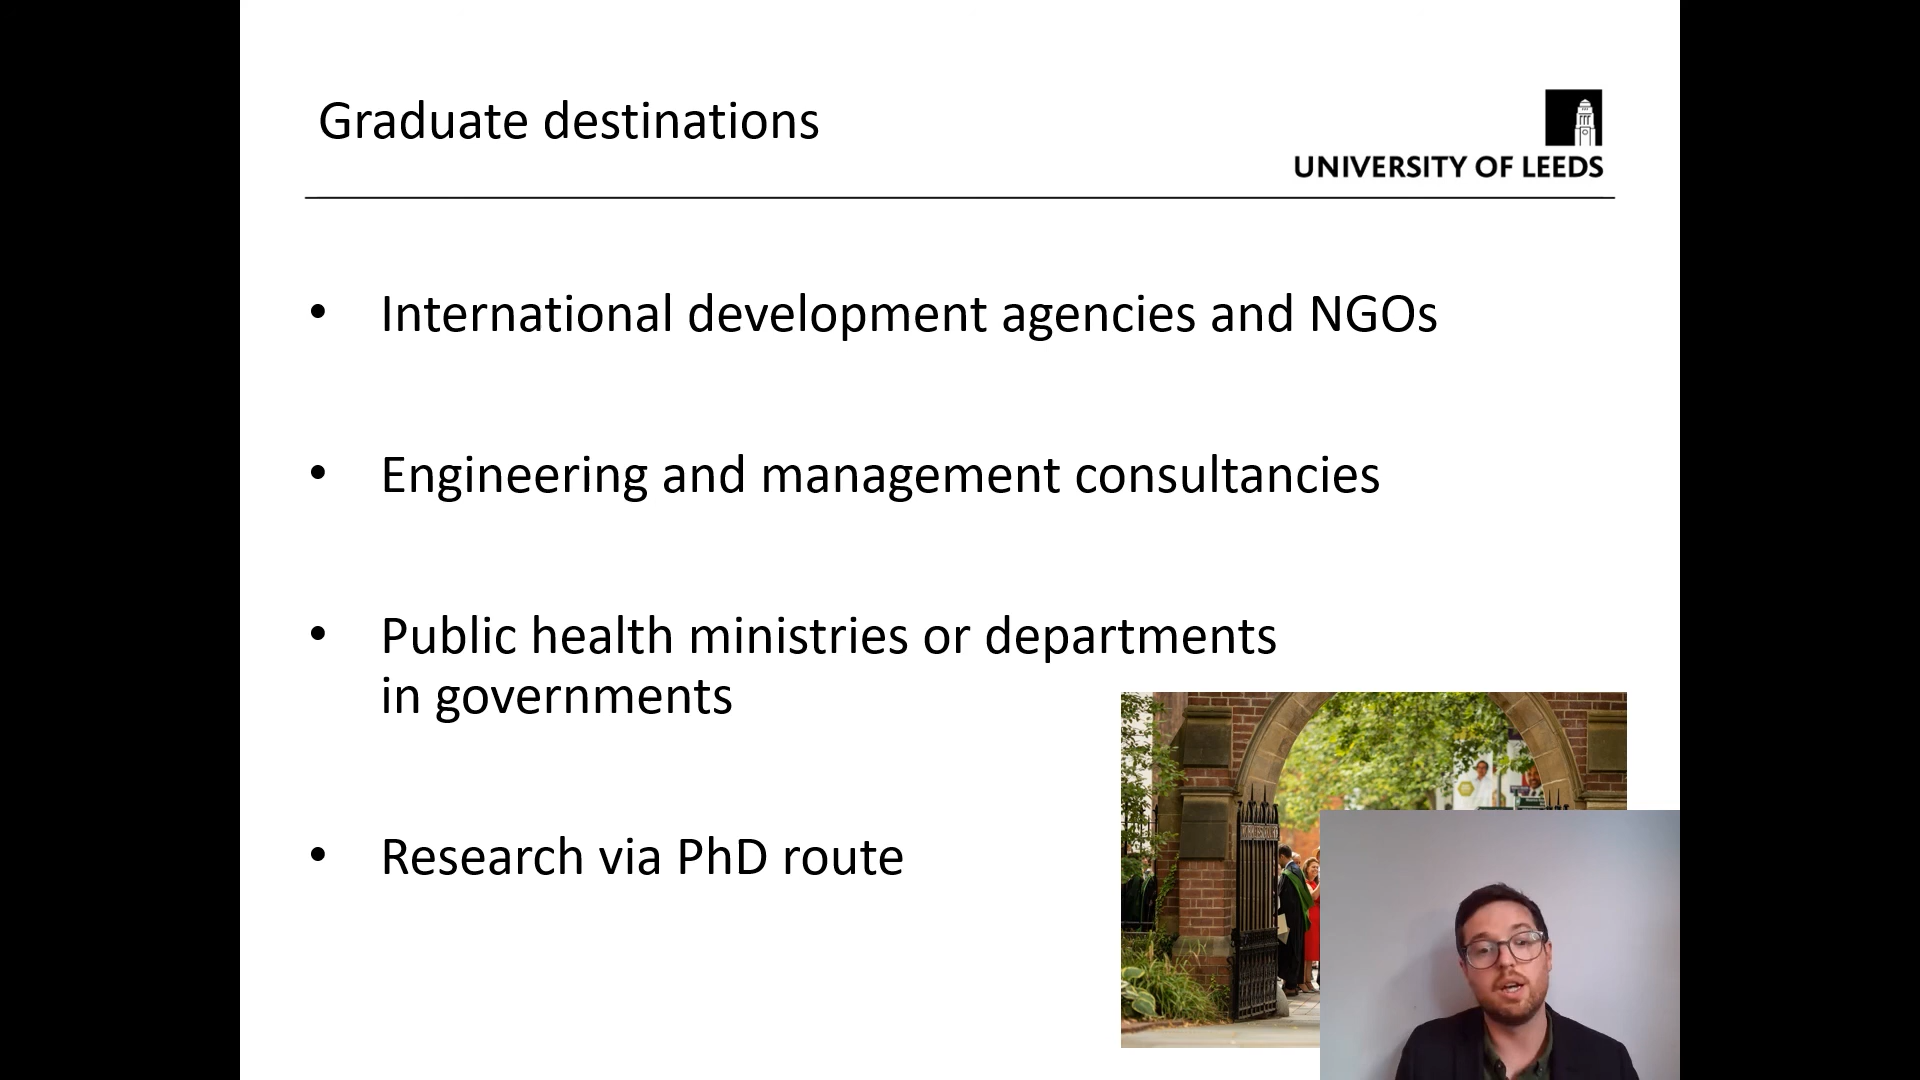 Graduate destinations
UNIVERSITY OF LEEDS
• International development agencies and NGOs
• Engineering and management consultancies
• Public health ministries or departments
in governments
• Research via PhD route